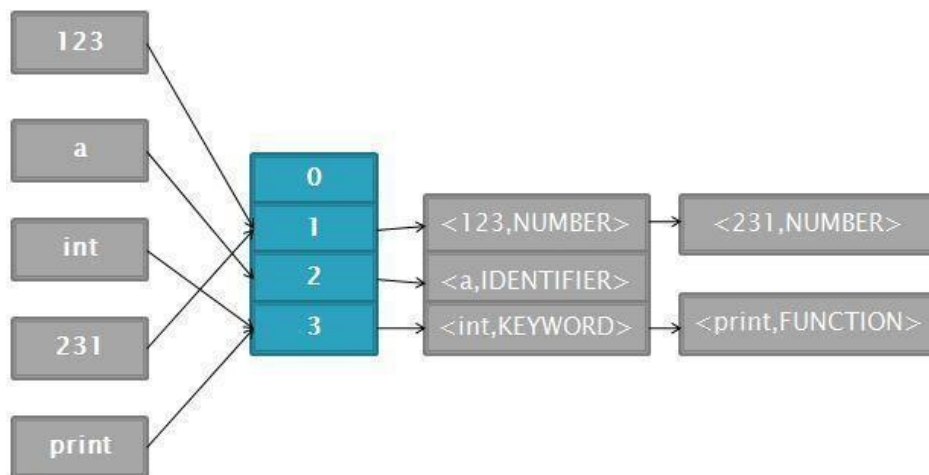 123
a
int
231
print
0
1
2
3
<123,NUMBER>
<a,IDENTIFIER>
<int,KEYWORD>
<231,NUMBER>
<print,FUNCTION>